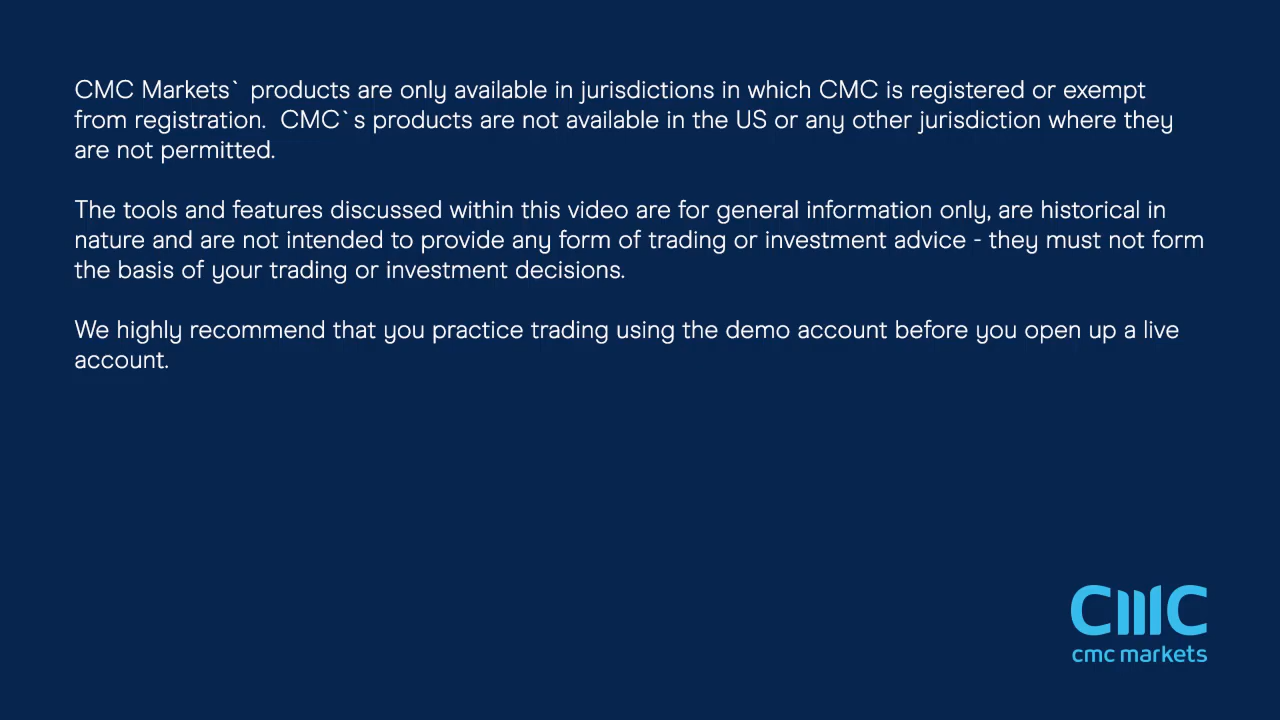 CMC Markets` products are only available in jurisdictions in which CMC is registered or exempt
from registration.  CMC`s products are not available in the US or any other jurisdiction where they
are not permitted.
The tools and features discussed within this video are for general information only, are historical in
nature and are not intended to provide any form of trading or investment advice - they must not form
the basis of your trading or investment decisions.
We highly recommend that you practice trading using the demo account before you open up a live
account.
CMC
cmc markets